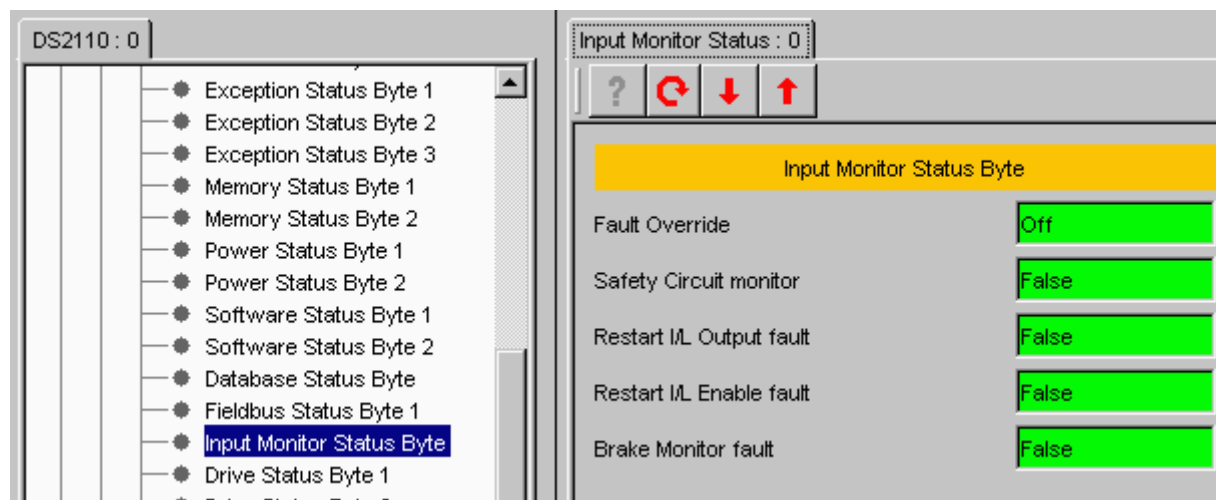 DS2110 : 0
Exception Status Byte 1
Exception Status Byte 2
Exception Status Byte 3
Memory Status Byte 1
Memory Status Byte 2
Power Status Byte 1
Power Status Byte 2
Software Status Byte 1
Software Status Byte 2
Database Status Byte
Fieldbus Status Byte 1
Input Monitor Status Byte
Drive Status Byte 1
Input Monitor Status : 0
?
Input Monitor Status Byte
Fault Override Off
Safety Circuit monitor False
Restart I/L Output fault False
Restart I/L Enable fault False
Brake Monitor fault False